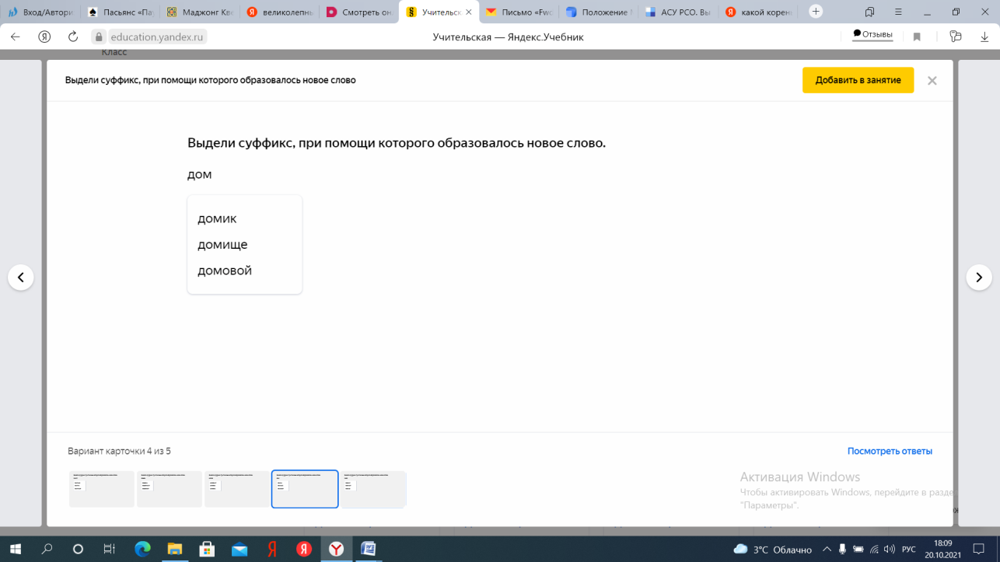 Вход/Автори
Пасьянс «Па
Маджонг Кве
великолепны
Смотреть он
Учительск
Письмо «Fwd
Положение
АСУ РСО. Вы
какой корен
education.yandex.ru
Учительская — Яндекс.Учебник
Отзывы
Класс
Выдели суффикс, при помощи которого образовалось новое слово
Добавить в занятие
Выдели суффикс, при помощи которого образовалось новое слово.
дом
домик
домище
домовой
Вариант карточки 4 из 5
Посмотреть ответы
Активация Windows
Чтобы активировать Windows, перейдите в разде
"Параметры".
3°C Облачно
РУС
18:09
20.10.2021